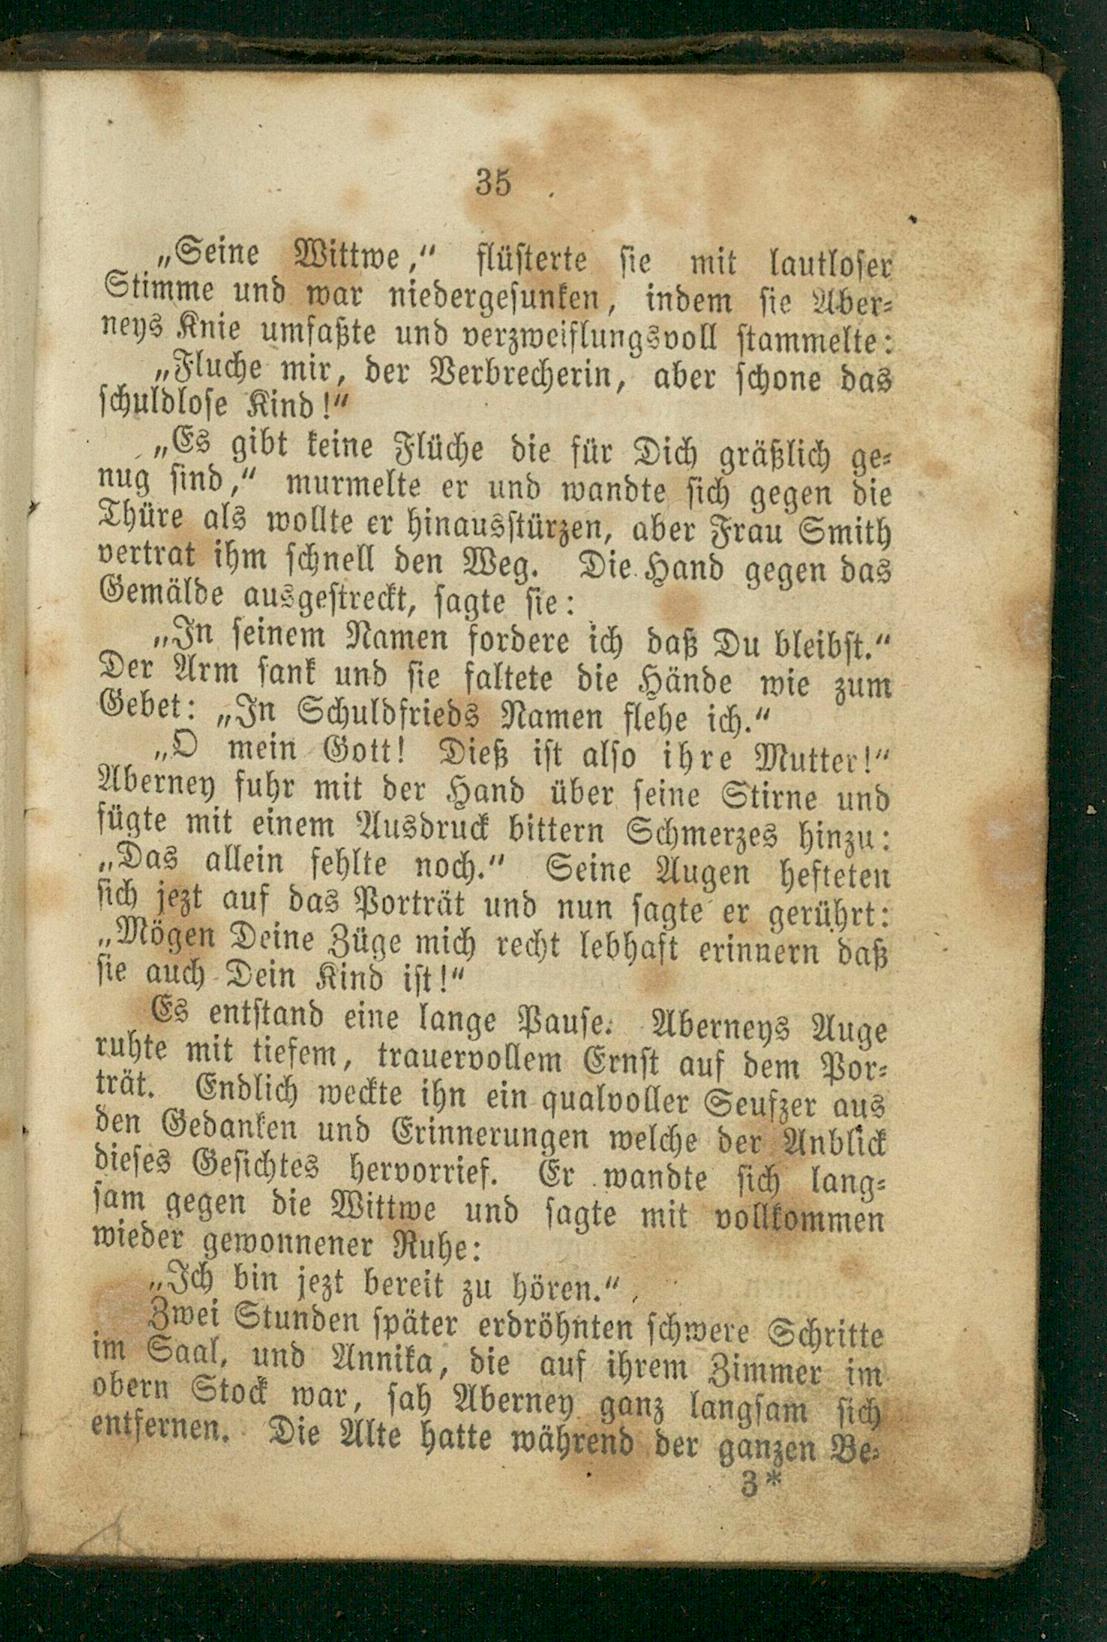 35
„Seine Wittwe,“ flüsterte sie mit lautloser
Stimme und war niedergesunken, indem sie Aber-
neys Knie umfaßte und verzweiflungsvoll stammelte:
„Fluche mir, der Verbrecherin, aber schone das
schuldlose Kind!“
„Es gibt keine Flüche die für Dich gräßlich ge-
nug sind,“ murmelte er und wandte sich gegen die
Thüre als wollte er hinausstürzen, aber Frau Smith
vertrat ihm schnell den Weg. Die Hand gegen das
Gemälde ausgestreckt, sagte sie:
„In seinem Namen fordere ich daß Du bleibst.“
Der Arm sank und sie faltete die Hände wie zum
Gebet: „In Schuldfrieds Namen flehe ich.“
„O mein Gott! Dieß ist also ihre Mutter!“
Aberney fuhr mit der Hand über seine Stirne und
fügte mit einem Ausdruck bittern Schmerzes hinzu:
„Das allein fehlte noch.“ Seine Augen hefteten
sich jezt auf das Porträt und nun sagte er gerührt:
„Mögen Deine Züge mich recht lebhaft erinnern daß
sie auch Dein Kind ist!“
Es entstand eine lange Pause. Aberneys Auge
ruhte mit tiefem, trauervollem Ernst auf dem Por-
trät. Endlich weckte ihn ein qualvoller Seufzer aus
den Gedanken und Erinnerungen welche der Anblick
dieses Gesichtes hervorrief. Er wandte sich lang-
sam gegen die Wittwe und sagte mit vollkommen
wieder gewonnener Ruhe:
„Ich bin jezt bereit zu hören.“
Zwei Stunden später erdröhnten schwere Schritte
im Saal, und Annika, die auf ihrem Zimmer im
obern Stock war, sah Aberney ganz langsam sich
entfernen. Die Alte hatte während der ganzen Be-
3*